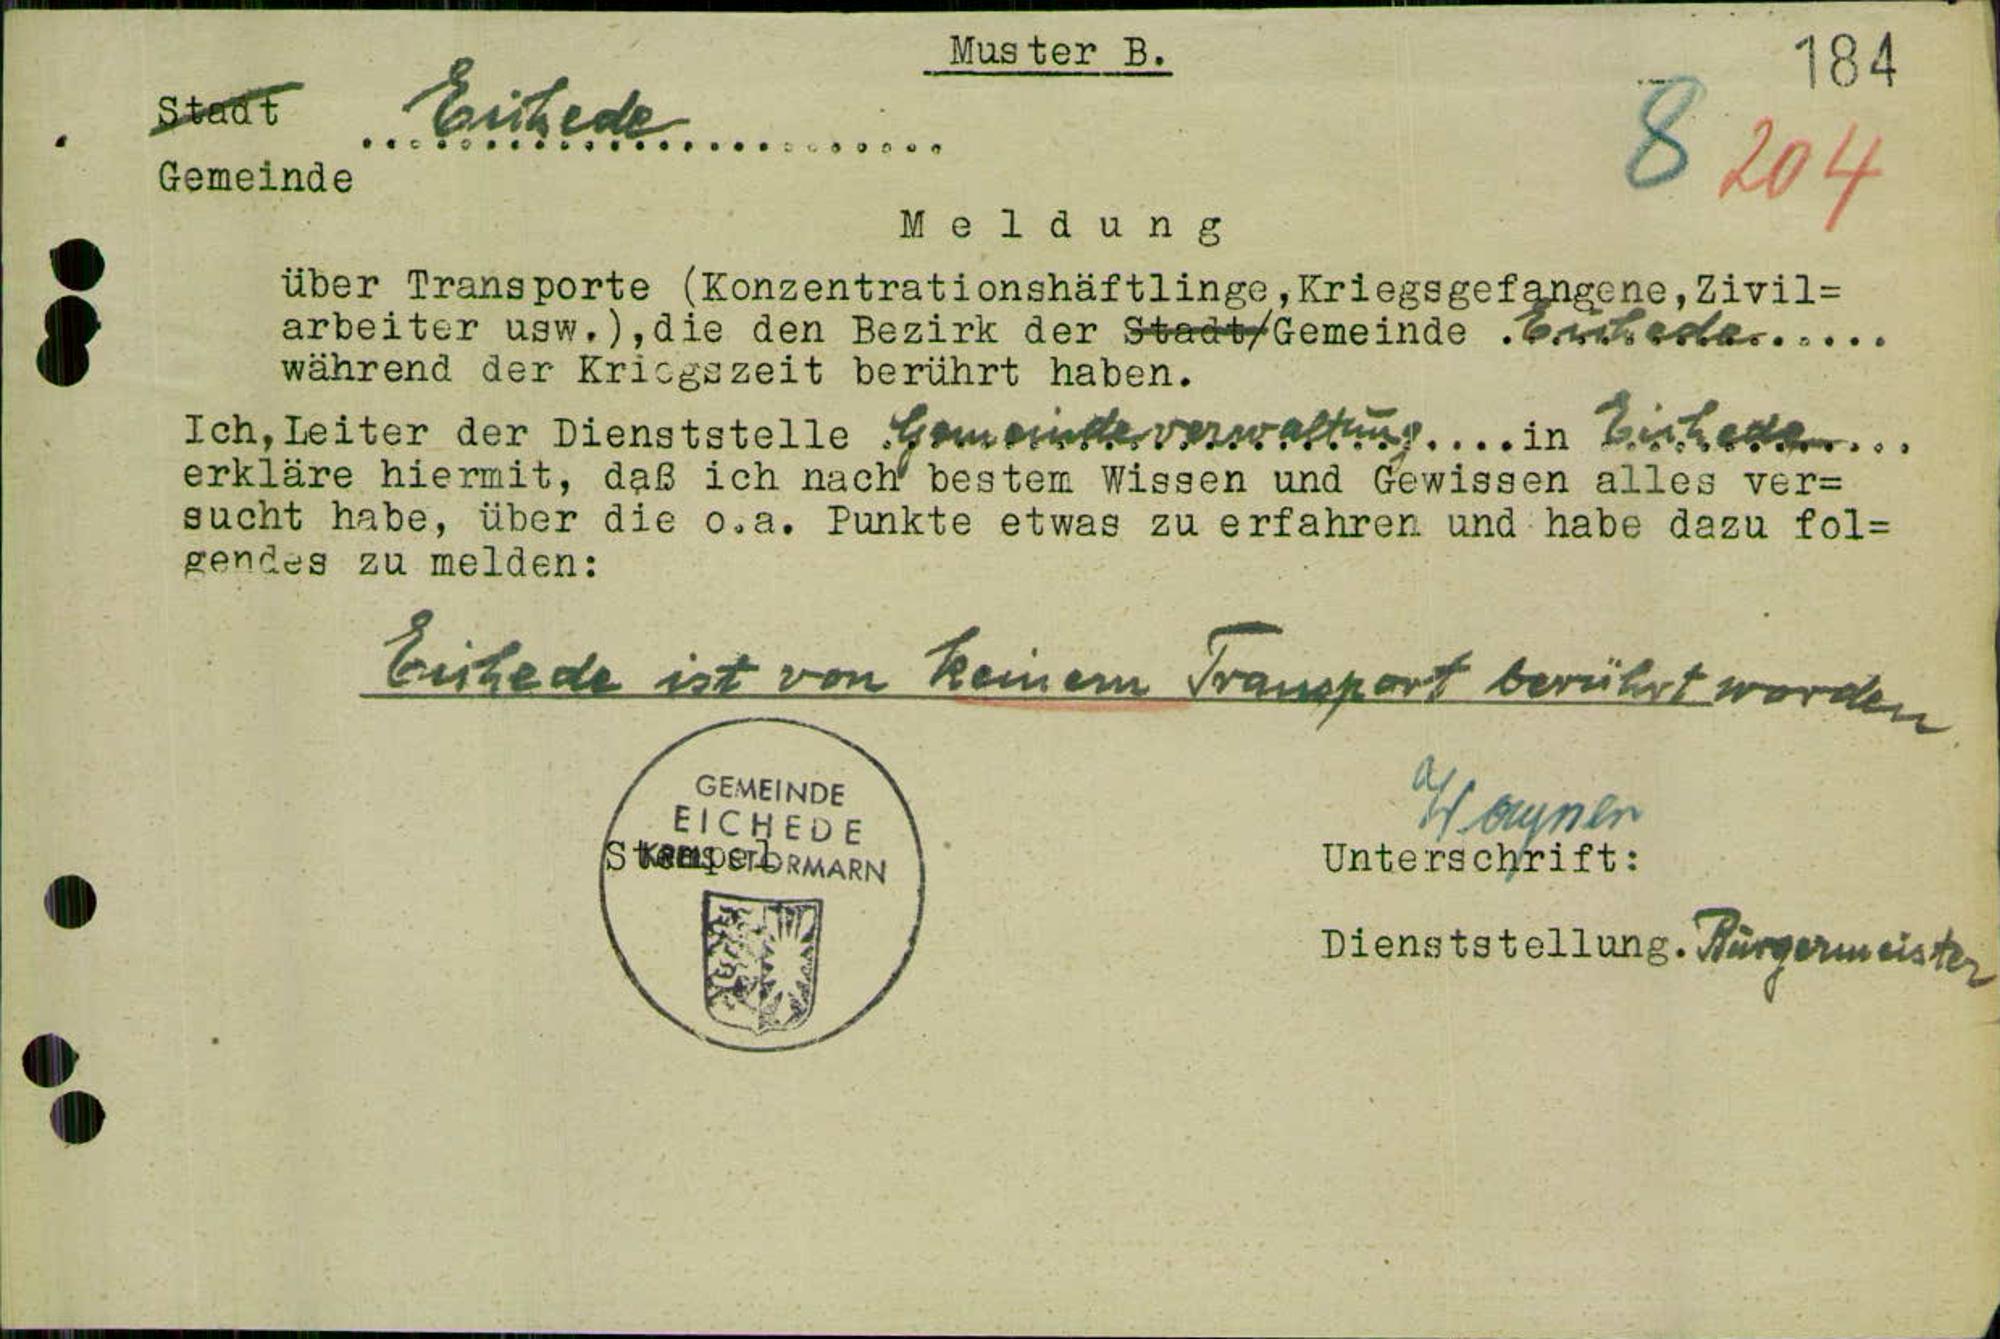 Muster B.
184
Stadt Eichede
8 204
Gemeinde
Meldung
über Transporte (Konzentrationshäftlinge,Kriegsgefangene,Zivil=
arbeiter usw.),die den Bezirk der Stadt/Gemeinde .Eichede.....
während der Kriegszeit berührt haben.
Ich,Leiter der Dienststelle Gemeindeverwaltung....in Eichede...
erkläre hiermit, daß ich nach bestem Wissen und Gewissen alles ver=
sucht habe, über die o.a. Punkte etwas zu erfahren und habe dazu fol=
gendes zu melden:
Eichede ist von keinem Transport berührt worden
GEMEINDE
EICHEDE
KREIS STORMARN
Stempel
Unterschrift:
Dienststellung. Bürgermeister